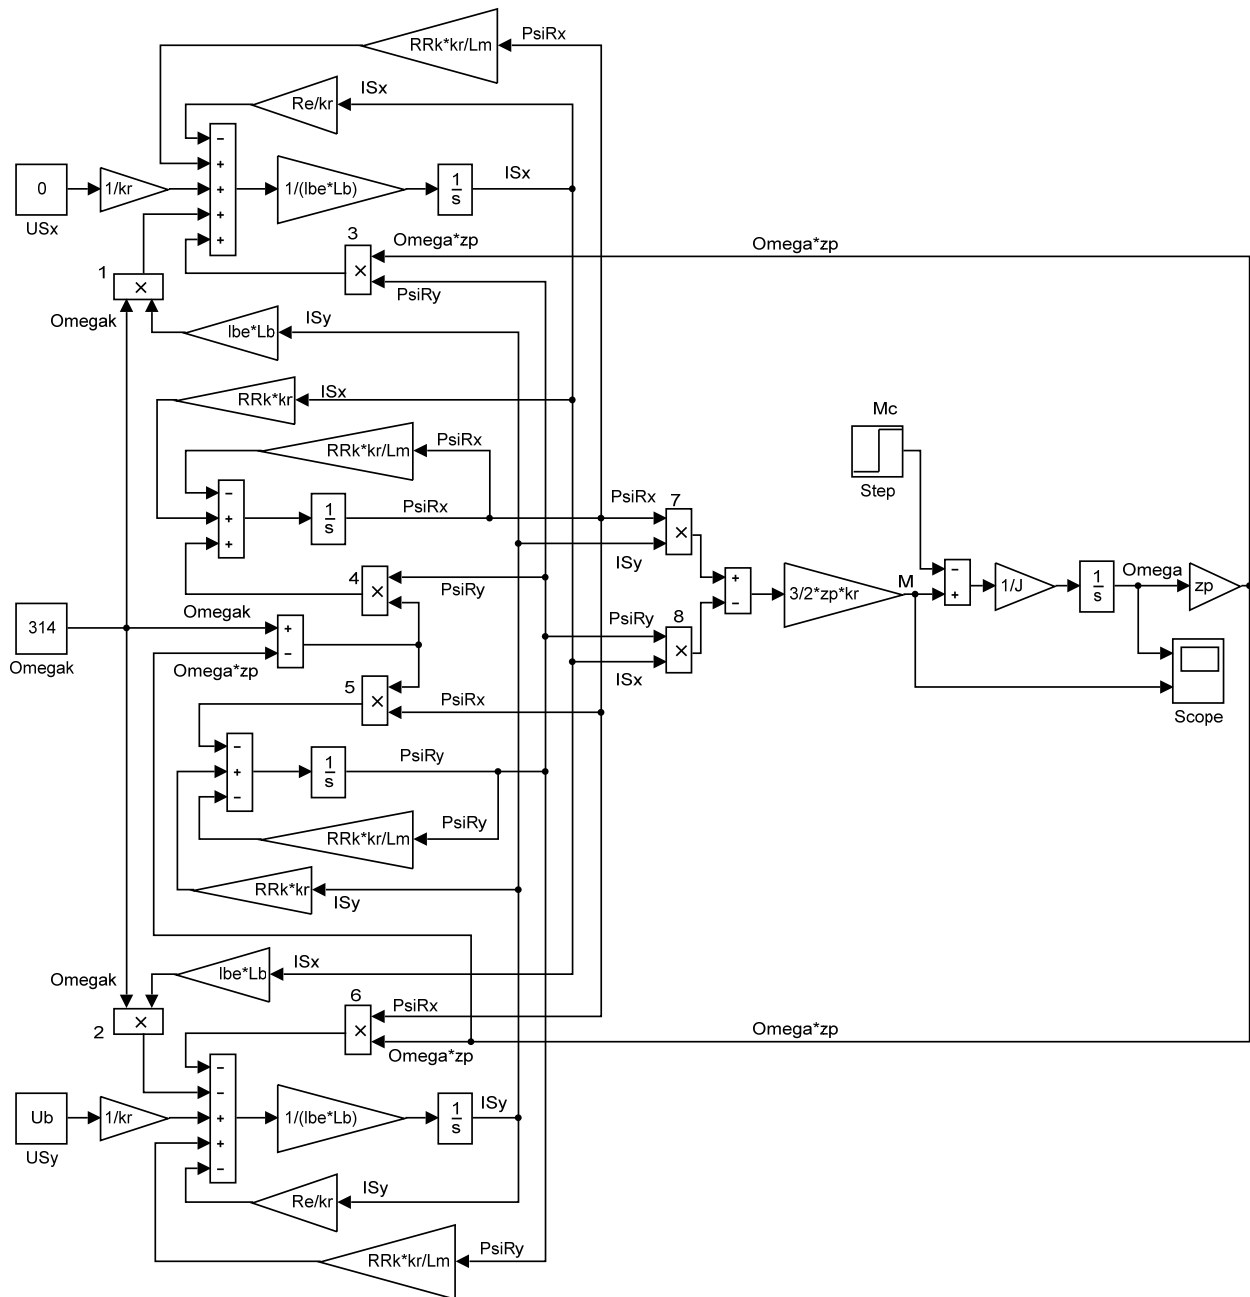 RRk*kr/Lm
PsiRx
Re/kr
ISx
−
+
+
+
+
0
USx
1/kr
1/(lbe*Lb)
1
s
ISx
3
×
Omega*zp
PsiRy
Omega*zp
1
×
Omegak
lbe*Lb
ISy
RRk*kr
ISx
RRk*kr/Lm
PsiRx
−
+
+
1
s
PsiRx
PsiRx
7
×
ISy
Mc
Step
4
×
PsiRy
314
Omegak
Omegak
+
−
Omega*zp
PsiRy
8
×
ISx
+
−
3/2*zp*kr
M
−
+
1/J
1
s
Omega
zp
Scope
5
×
PsiRx
−
+
−
1
s
PsiRy
RRk*kr/Lm
PsiRy
RRk*kr
ISy
lbe*Lb
ISx
Omegak
2
×
6
×
PsiRx
Omega*zp
Omega*zp
−
−
+
+
−
Ub
USy
1/kr
1/(lbe*Lb)
1
s
ISy
Re/kr
ISy
RRk*kr/Lm
PsiRy